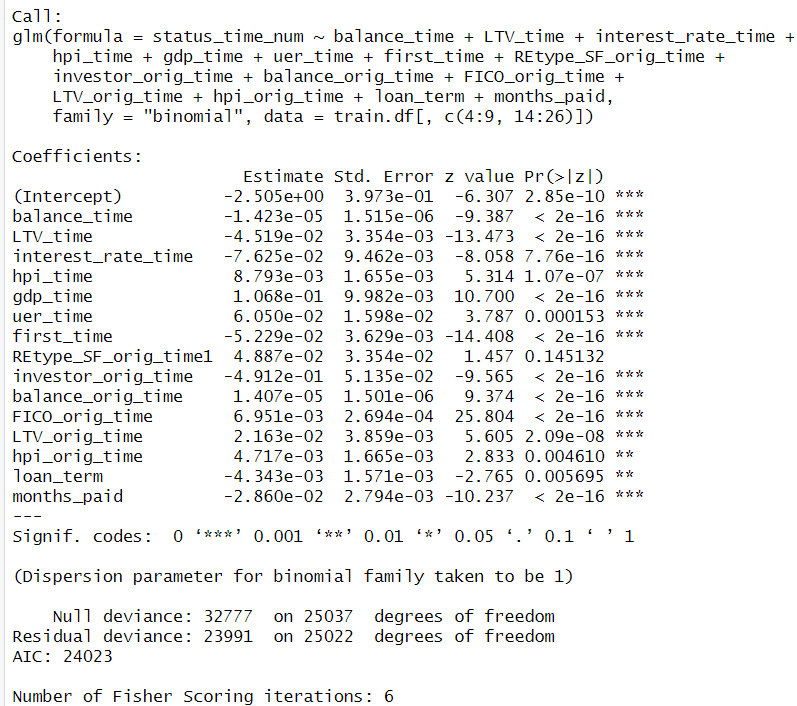 Call:
glm(formula = status_time_num ~ balance_time + LTV_time + interest_rate_time +
    hpi_time + gdp_time + uer_time + first_time + REtype_SF_orig_time +
    investor_orig_time + balance_orig_time + FICO_orig_time +
    LTV_orig_time + hpi_orig_time + loan_term + months_paid,
    family = "binomial", data = train.df[, c(4:9, 14:26)])

Coefficients:
                      Estimate Std. Error z value Pr(>|z|)
(Intercept)         -2.505e+00  3.973e-01  -6.307 2.85e-10 ***
balance_time        -1.423e-05  1.515e-06  -9.387  < 2e-16 ***
LTV_time            -4.519e-02  3.354e-03 -13.473  < 2e-16 ***
interest_rate_time  -7.625e-02  9.462e-03  -8.058 7.76e-16 ***
hpi_time             8.793e-03  1.655e-03   5.314 1.07e-07 ***
gdp_time             1.068e-01  9.982e-03  10.700  < 2e-16 ***
uer_time             6.050e-02  1.598e-02   3.787 0.000153 ***
first_time          -5.229e-02  3.629e-03 -14.408  < 2e-16 ***
REtype_SF_orig_time1  4.887e-02  3.354e-02   1.457 0.145132
investor_orig_time  -4.912e-01  5.135e-02  -9.565  < 2e-16 ***
balance_orig_time    1.407e-05  1.501e-06   9.374  < 2e-16 ***
FICO_orig_time       6.951e-03  2.694e-04  25.804  < 2e-16 ***
LTV_orig_time        2.163e-02  3.859e-03   5.605 2.09e-08 ***
hpi_orig_time        4.717e-03  1.665e-03   2.833 0.004610 **
loan_term           -4.343e-03  1.571e-03  -2.765 0.005695 **
months_paid         -2.860e-02  2.794e-03 -10.237  < 2e-16 ***
---
Signif. codes:  0 ‘***’ 0.001 ‘**’ 0.01 ‘*’ 0.05 ‘.’ 0.1 ‘ ’ 1

(Dispersion parameter for binomial family taken to be 1)

    Null deviance: 32777  on 25037  degrees of freedom
Residual deviance: 23991  on 25022  degrees of freedom
AIC: 24023

Number of Fisher Scoring iterations: 6